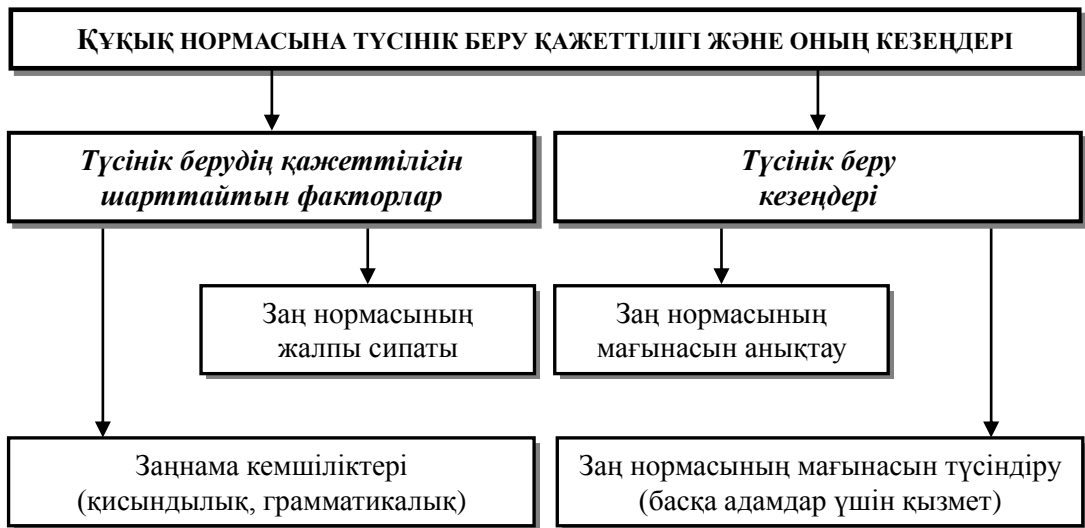 ҚҰҚЫҚ НОРМАСЫНА ТҮСІНІК БЕРУ ҚАЖЕТТІЛІГІ ЖӘНЕ ОНЫҢ КЕЗЕҢДЕРІ
Түсінік берудің қажеттілігін
шарттайтын факторлар
Түсінік беру
кезеңдері
Заң нормасының
жалпы сипаты
Заң нормасының
мағынасын анықтау
Заңнама кемшіліктері
(қисындылық, грамматикалық)
Заң нормасының мағынасын түсіндіру
(басқа адамдар үшін қызмет)